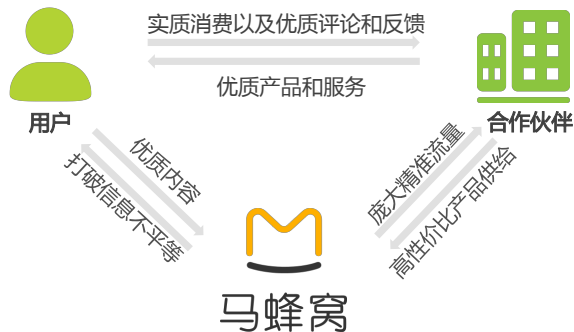 实质消费以及优质评论和反馈
优质产品和服务
用户
合作伙伴
优质内容
打破信息不平等
庞大精准流量
高性价比产品供给
马蜂窝